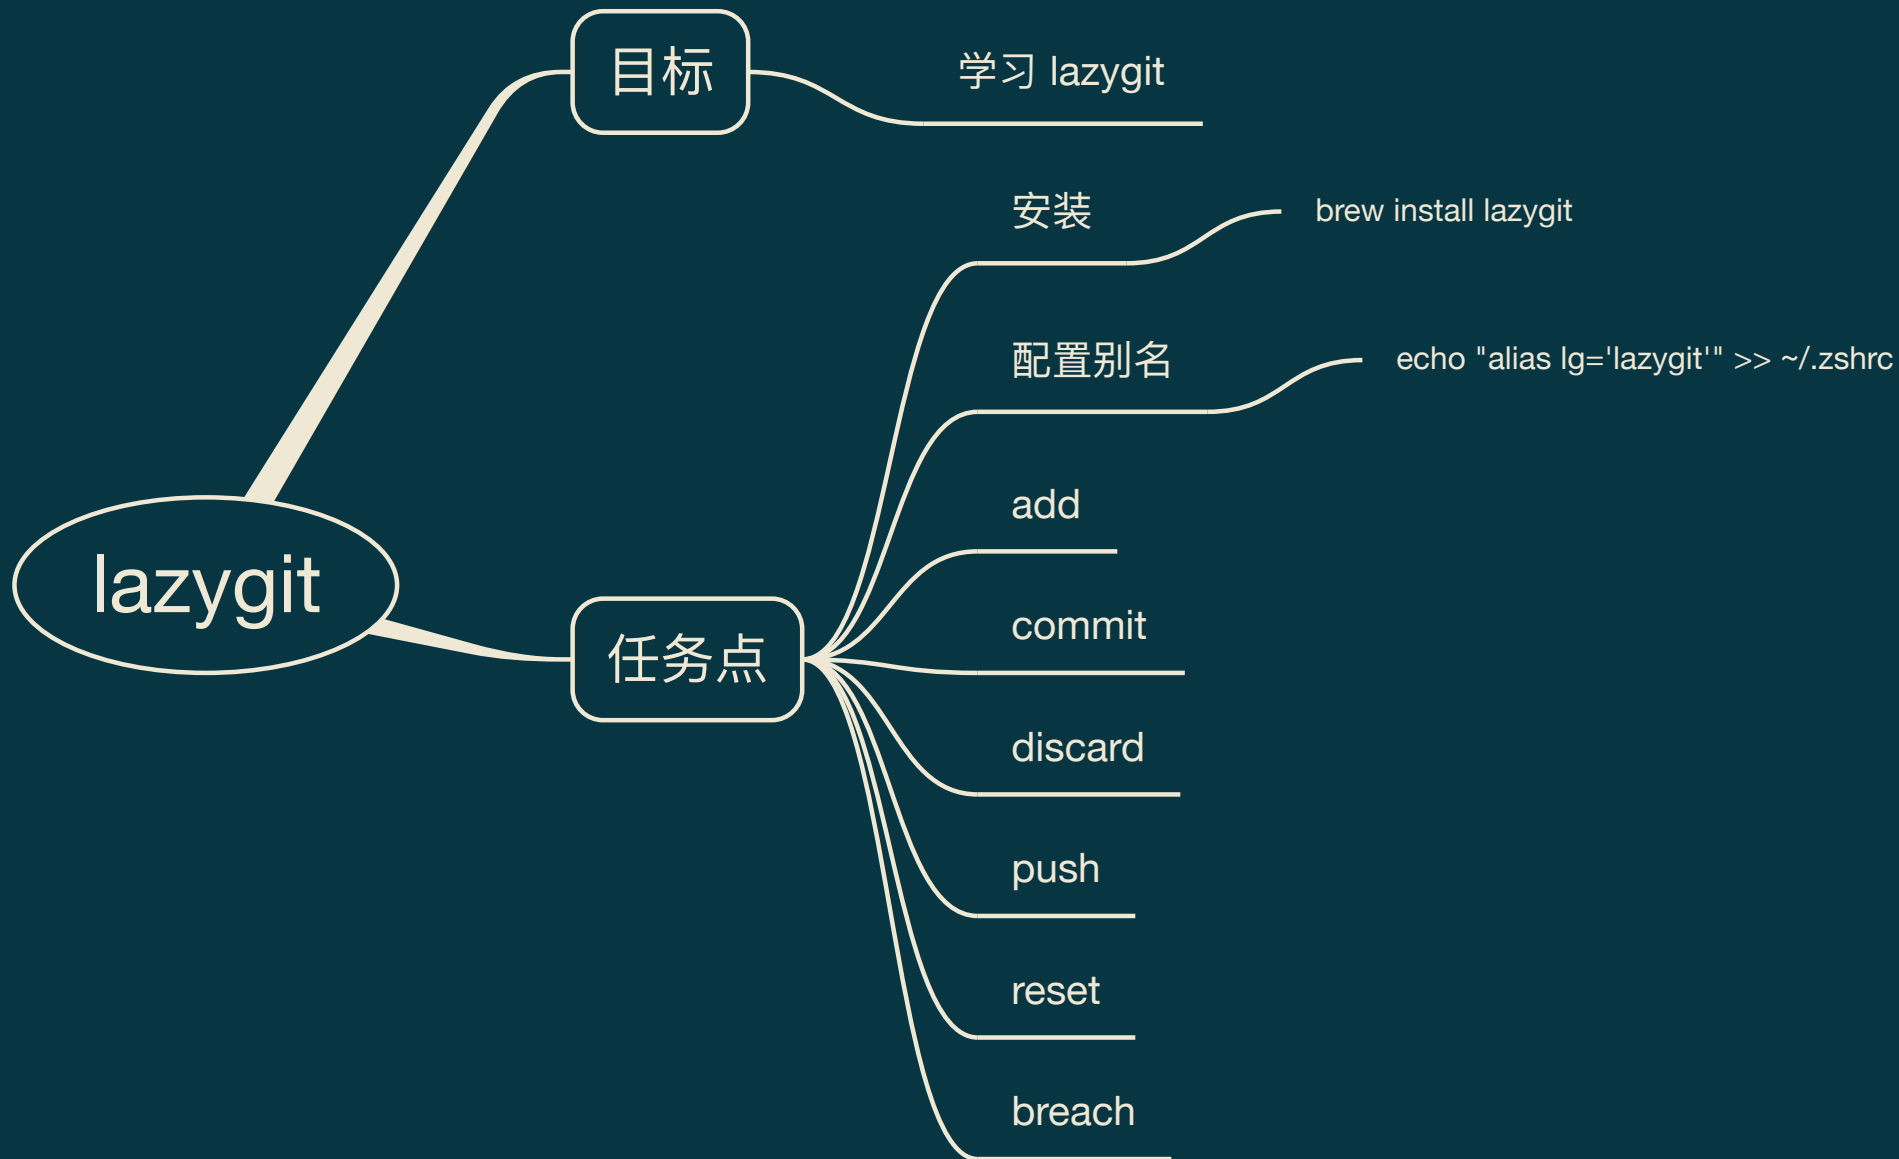 目标
学习 lazygit
安装
brew install lazygit
配置别名
echo "alias lg='lazygit'" >> ~/.zshrc
add
lazygit
commit
任务点
discard
push
reset
breach